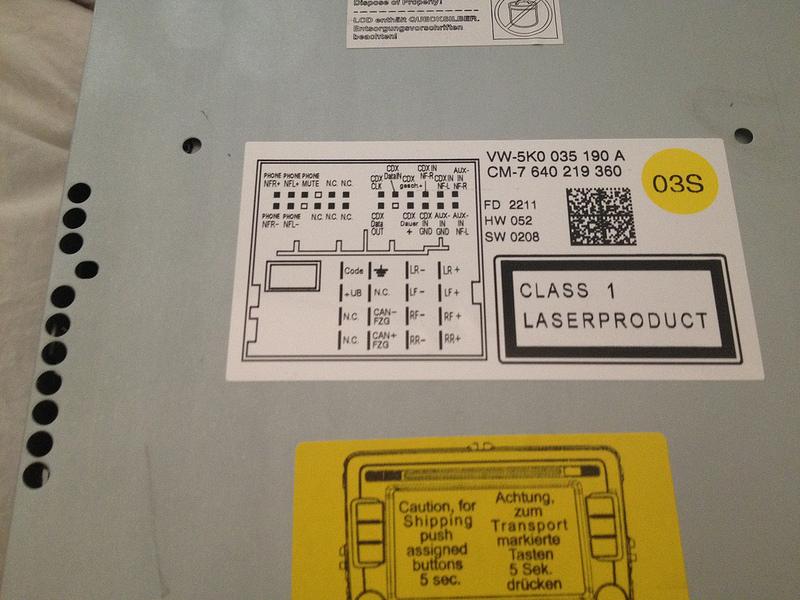 Dispose of Properly!
LCD enthält QUECKSILBER.
Entsorgungsvorschriften
beachten!
PHONE PHONE PHONE
NFR+ NFL+ MUTE N.C. N.C.
PHONE PHONE N.C. N.C. N.C.
NFR- NFL-
CDX CLK
CDX DataIN
CDX gesch.+
CDX IN NF-R
CDX IN NF-L
AUX-IN NF-R
CDX Data OUT
CDX Dauer +
CDX IN GND
AUX-IN GND
AUX-IN NF-L
Code LR- LR+
+UB N.C. LF- LF+
N.C. CAN- FZG RF- RF+
N.C. CAN+ FZG RR- RR+
VW-5K0 035 190 A
CM-7 640 219 360
03S
FD 2211
HW 052
SW 0208
CLASS 1
LASERPRODUCT
Caution, for
Shipping
push
assigned
buttons
5 sec.
Achtung,
zum
Transport
markierte
Tasten
5 Sek.
drücken